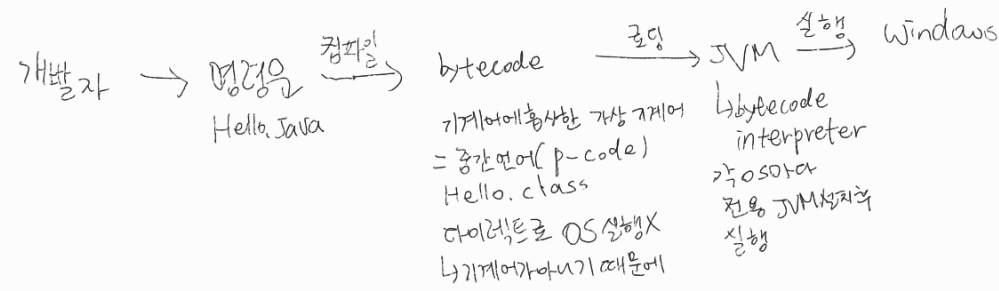 개발자 → 명령문 컴파일 → bytecode 로딩 → JVM 실행 → Windows
Hello.Java
기계어에흡사한 가상기계어
= 중간언어(p-code)
Hello.class
다이렉트로 OS실행X
↳기계어가아니기때문에
↳bytecode
interpreter
각OS마다
전용 JVM설치후
실행